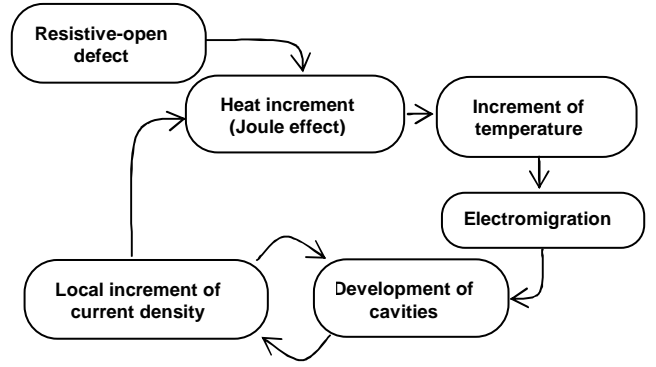 Resistive-open
defect
Heat increment
(Joule effect)
Increment of
temperature
Electromigration
Local increment of
current density
Development of
cavities